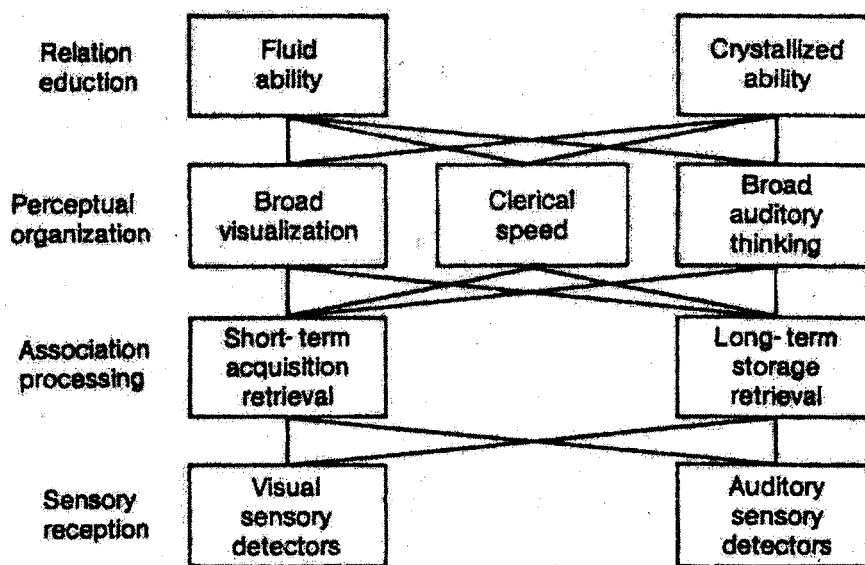 Relation
eduction
Fluid
ability
Crystallized
ability
Perceptual
organization
Broad
visualization
Clerical
speed
Broad
auditory
thinking
Association
processing
Short-term
acquisition
retrieval
Long-term
storage
retrieval
Sensory
reception
Visual
sensory
detectors
Auditory
sensory
detectors